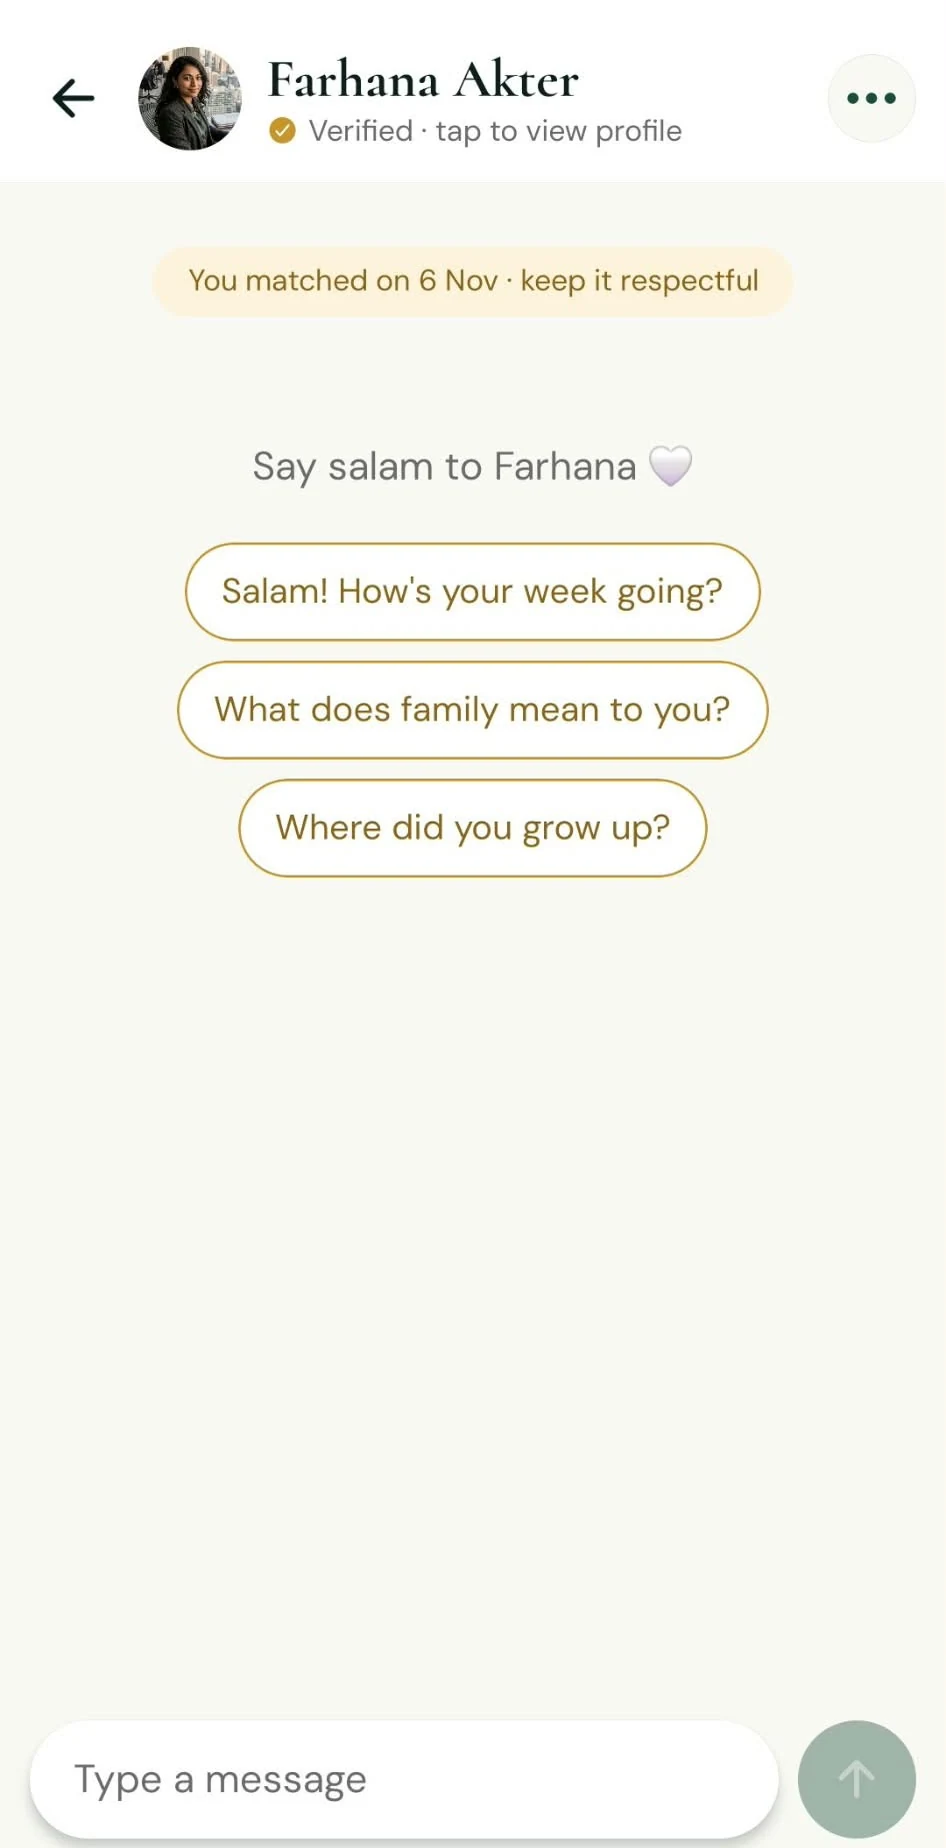 Farhana Akter
Verified · tap to view profile
You matched on 6 Nov · keep it respectful
Say salam to Farhana 🤍
Salam! How's your week going?
What does family mean to you?
Where did you grow up?
Type a message